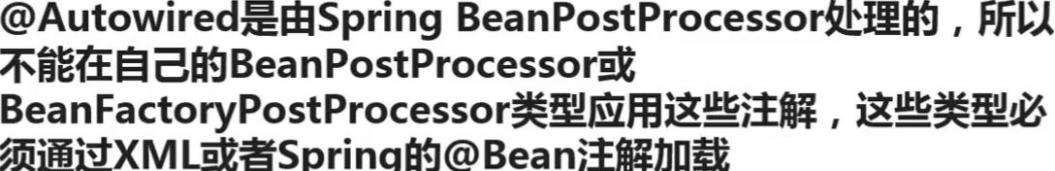 @Autowired是由Spring BeanPostProcessor处理的，所以
不能在自己的BeanPostProcessor或
BeanFactoryPostProcessor类型应用这些注解，这些类型必
须通过XML或者Spring的@Bean注解加载